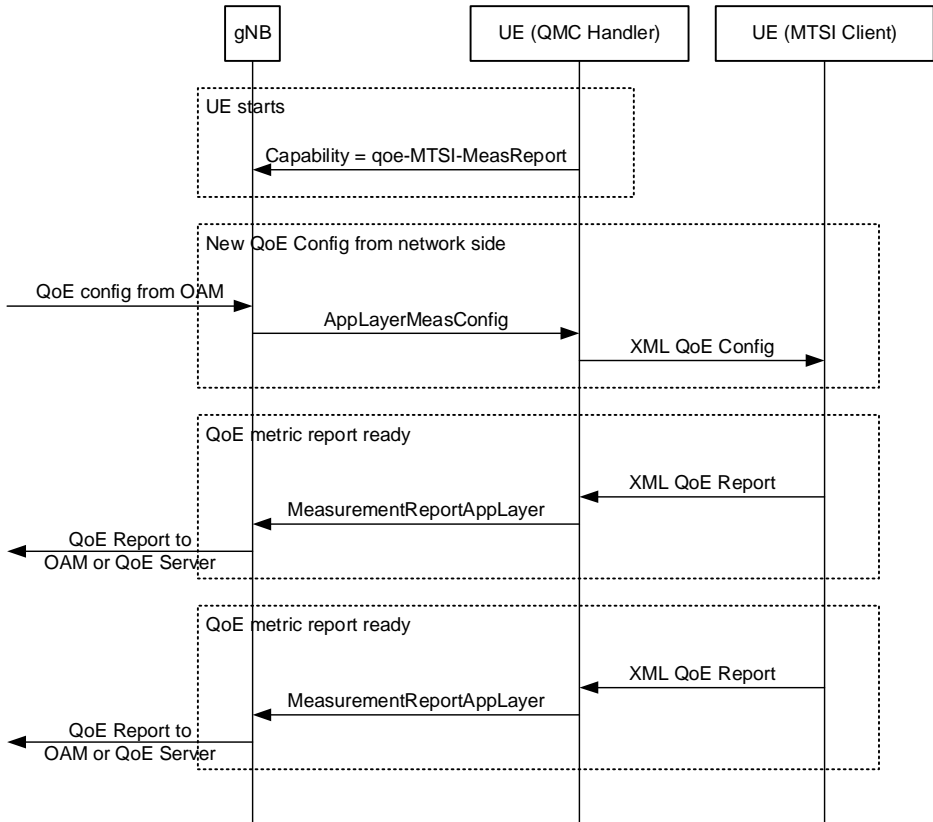 gNB
UE (QMC Handler)
UE (MTSI Client)
UE starts
Capability = qoe-MTSI-MeasReport
New QoE Config from network side
QoE config from OAM
AppLayerMeasConfig
XML QoE Config
QoE metric report ready
XML QoE Report
MeasurementReportAppLayer
QoE Report to
OAM or QoE Server
QoE metric report ready
XML QoE Report
MeasurementReportAppLayer
QoE Report to
OAM or QoE Server